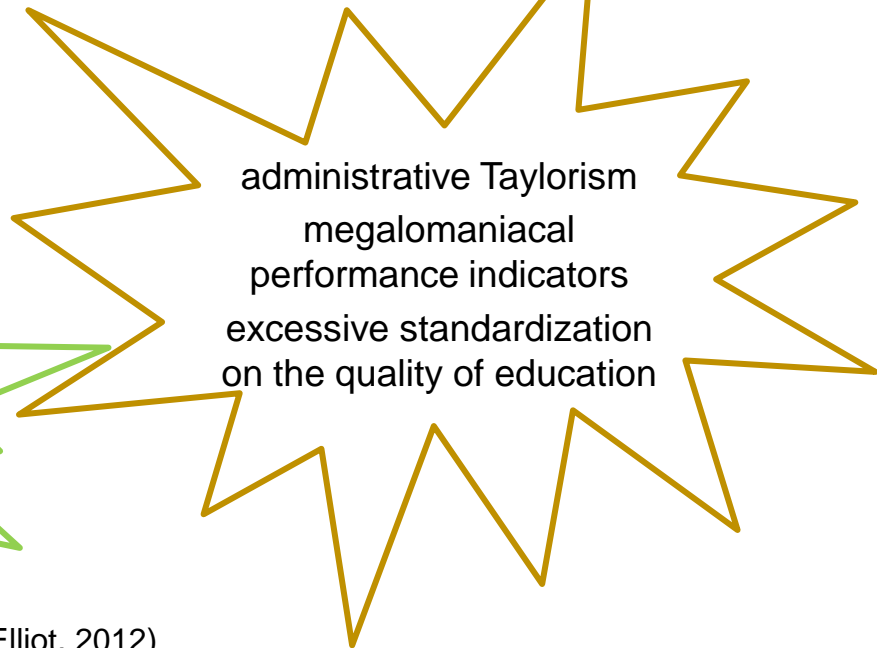 administrative Taylorism
megalomaniacal
performance indicators
excessive standardization
on the quality of education
Elliot, 2012)